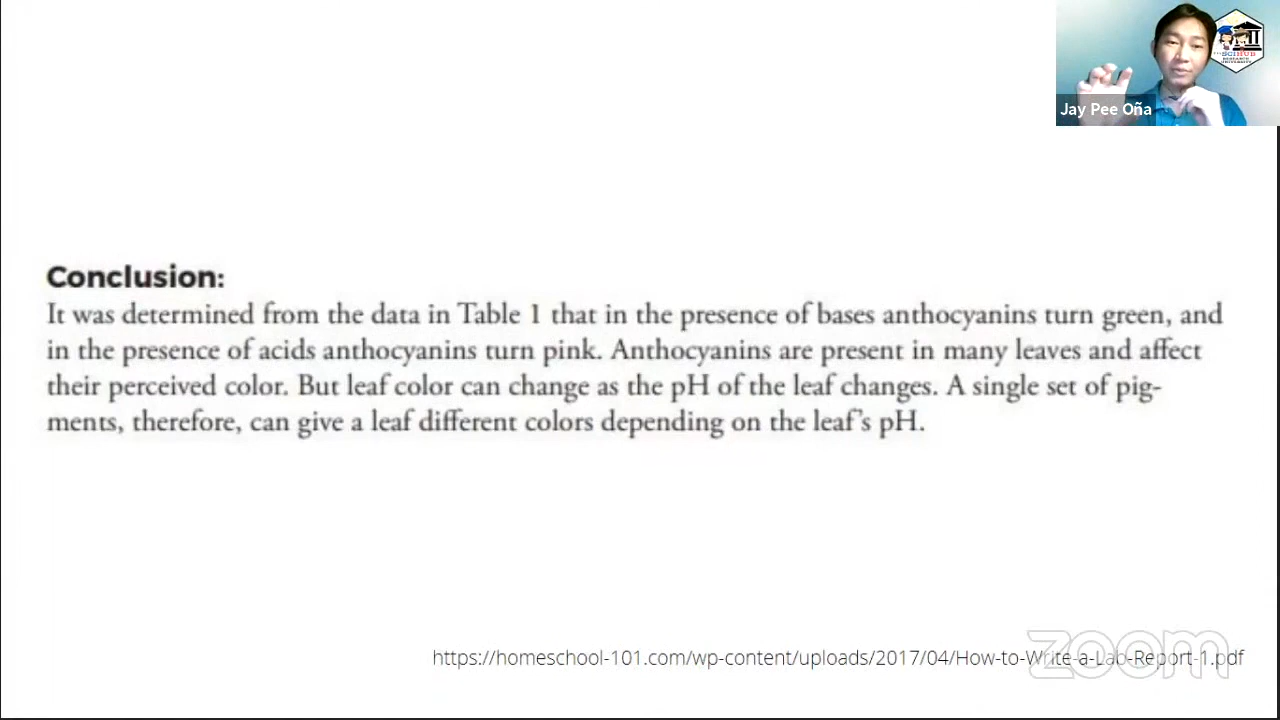 SCIHUB
Jay Pee Oña
Conclusion:
It was determined from the data in Table 1 that in the presence of bases anthocyanins turn green, and
in the presence of acids anthocyanins turn pink. Anthocyanins are present in many leaves and affect
their perceived color. But leaf color can change as the pH of the leaf changes. A single set of pig-
ments, therefore, can give a leaf different colors depending on the leaf's pH.
zoom
https://homeschool-101.com/wp-content/uploads/2017/04/How-to-Write-a-Lab-Report-1.pdf